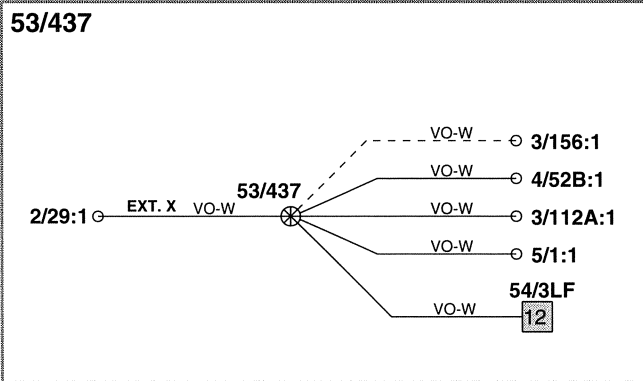 53/437
VO-W 3/156:1
53/437 VO-W 4/52B:1
2/29:1 EXT. X VO-W VO-W 3/112A:1
VO-W 5/1:1
54/3LF
VO-W 12